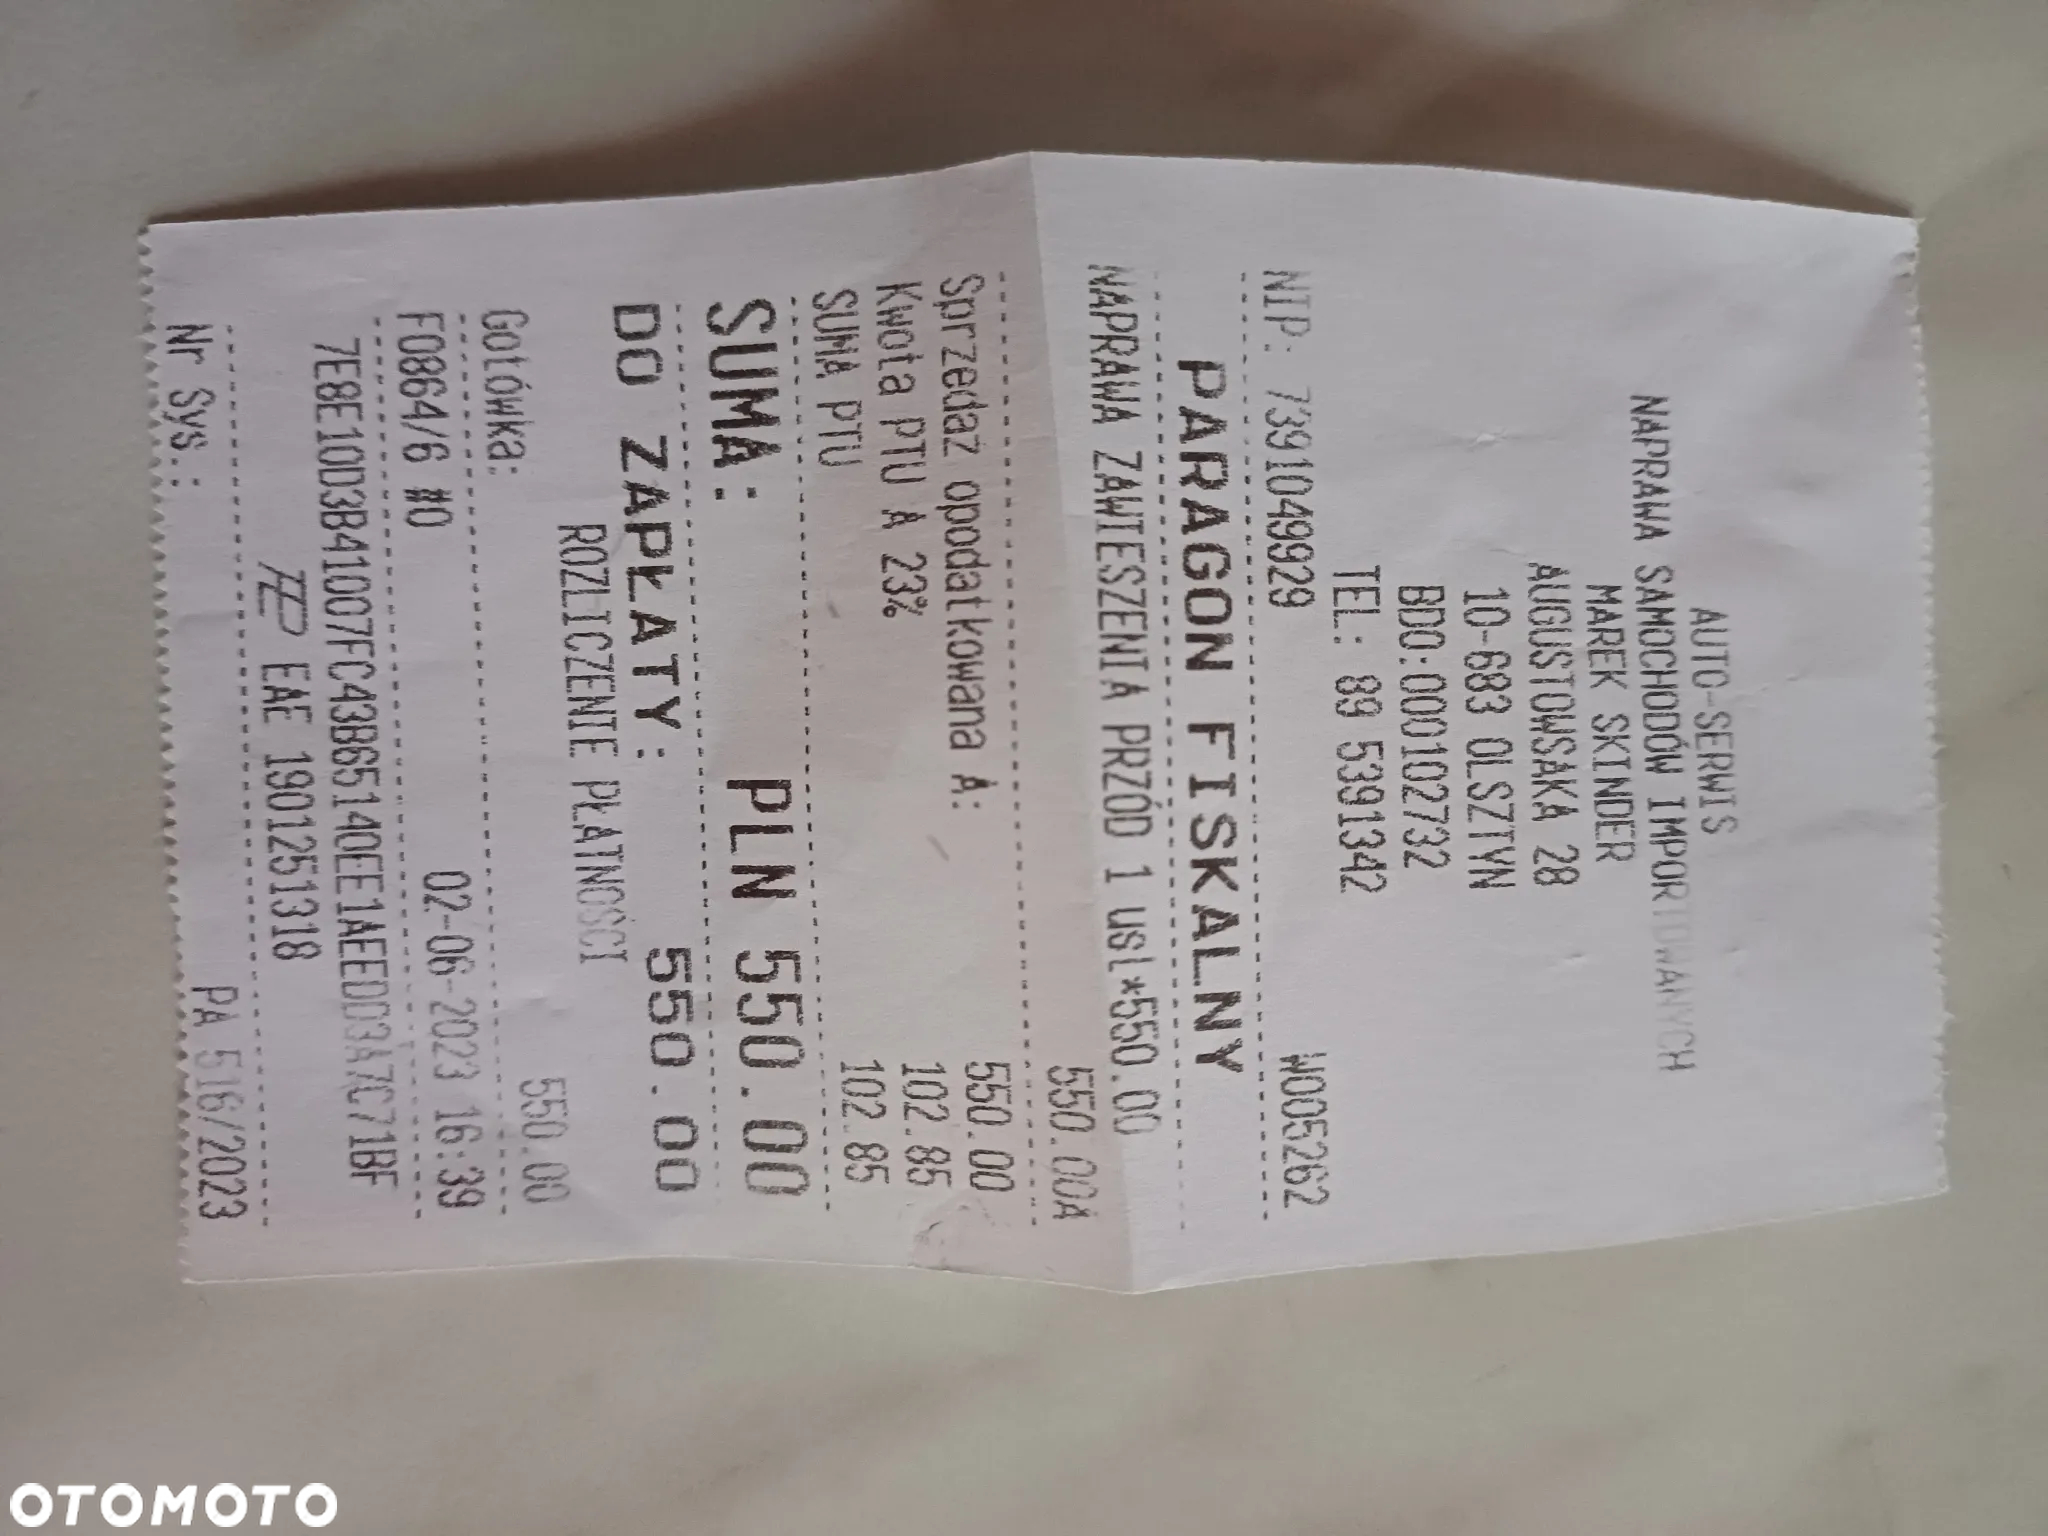 AUTO-SERWIS
NAPRAWA SAMOCHODÓW IMPORTOWANYCH
MAREK SKINDER
AUGUSTOWSAKA 28
10-683 OLSZTYN
BDO:000102732
TEL: 89 5391342
NIP: 7391049929 W005262
PARAGON FISKALNY
NAPRAWA ZAWIESZENIA PRZÓD 1 usl*550.00
550.00A
Sprzedaz opodatkowana A: 550.00
Kwota PTU A 23% 102.85
SUMA PTU 102.85
SUMA: PLN 550.00
DO ZAPŁATY: 550.00
ROZLICZENIE PŁATNOŚCI
Gotówka: 550.00
F0864/6 #0 02-06-2023 16:39
7E8E10D3B41007FC43B65140EE1AEEDD3A7C71BF
EAE 1901251318
Nr Sys.: PA 516/2023
OTOMOTO